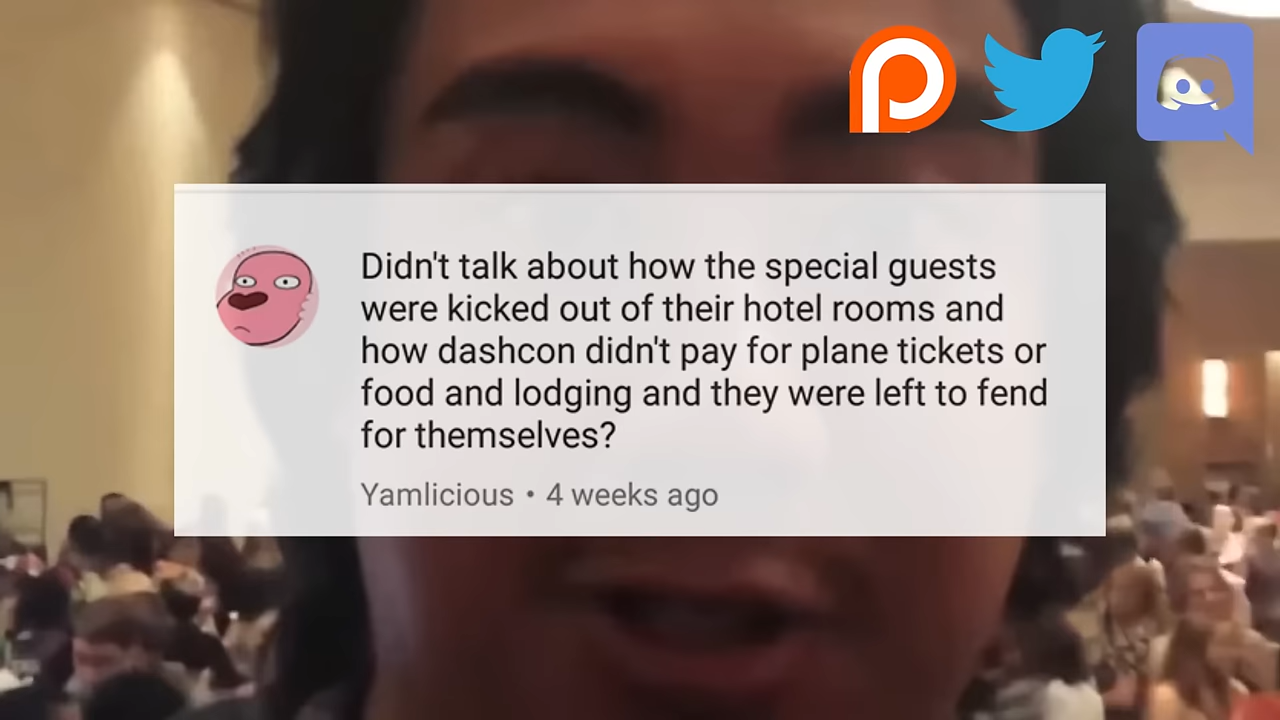 Didn't talk about how the special guests
were kicked out of their hotel rooms and
how dashcon didn't pay for plane tickets or
food and lodging and they were left to fend
for themselves?
Yamlicious • 4 weeks ago